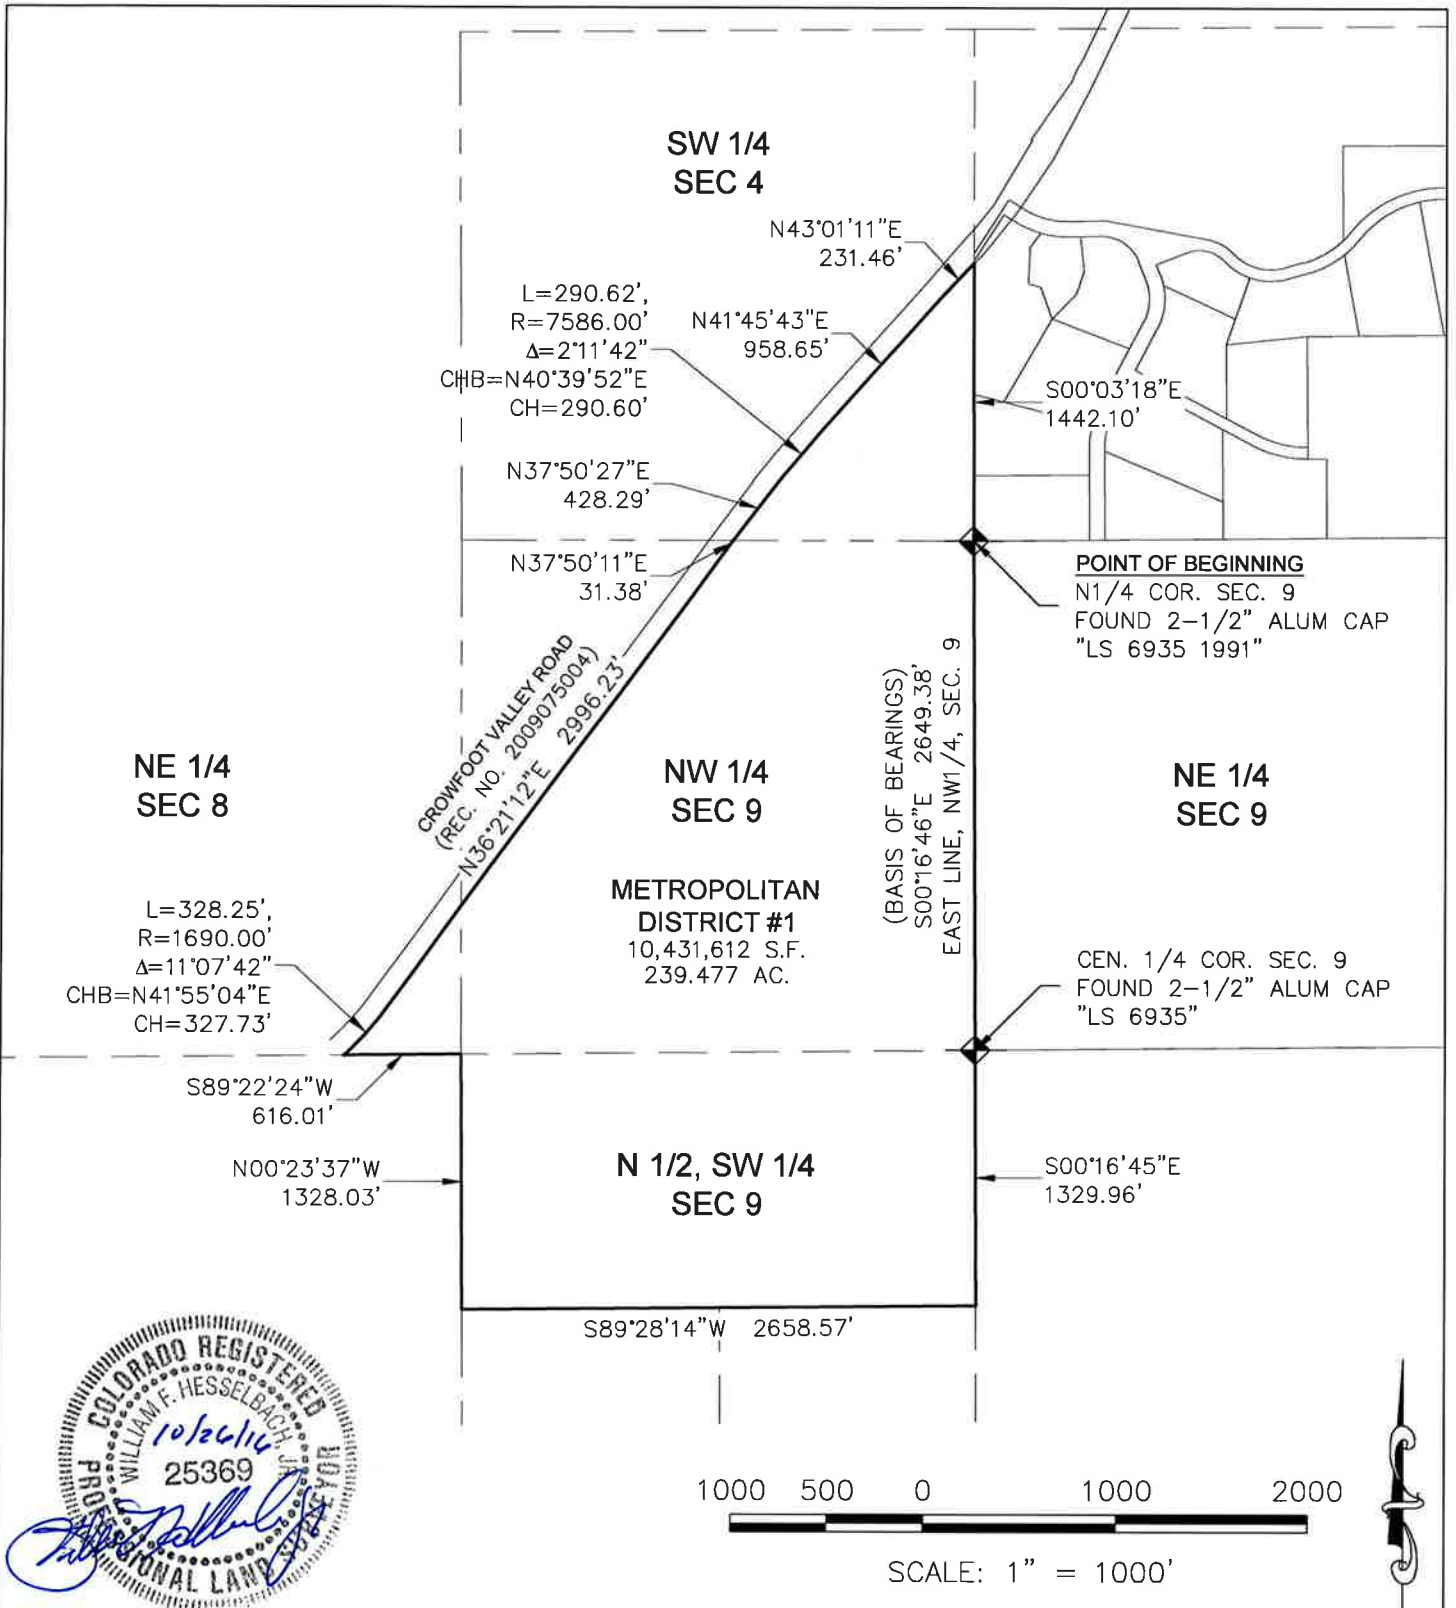 SW 1/4
SEC 4
N43°01'11"E
231.46'
L=290.62',
R=7586.00'
Δ=2°11'42"
CHB=N40°39'52"E
CH=290.60'
N41°45'43"E
958.65'
S00°03'18"E
1442.10'
N37°50'27"E
428.29'
N37°50'11"E
31.38'
POINT OF BEGINNING
N1/4 COR. SEC. 9
FOUND 2-1/2" ALUM CAP
"LS 6935 1991"
CROWFOOT VALLEY ROAD
(REC. NO. 2009075004)
N36°21'12"E 2996.23'
(BASIS OF BEARINGS)
S00°16'46"E 2649.38'
EAST LINE, NW1/4, SEC. 9
NE 1/4
SEC 8
NW 1/4
SEC 9
NE 1/4
SEC 9
METROPOLITAN
DISTRICT #1
10,431,612 S.F.
239.477 AC.
L=328.25',
R=1690.00'
Δ=11°07'42"
CHB=N41°55'04"E
CH=327.73'
CEN. 1/4 COR. SEC. 9
FOUND 2-1/2" ALUM CAP
"LS 6935"
S89°22'24"W
616.01'
N00°23'37"W
1328.03'
N 1/2, SW 1/4
SEC 9
S00°16'45"E
1329.96'
S89°28'14"W 2658.57'
COLORADO REGISTERED
WILLIAM F. HESSELBACH, JR.
10/26/16
25369
PROFESSIONAL LAND SURVEYOR
1000 500 0 1000 2000
SCALE: 1" = 1000'